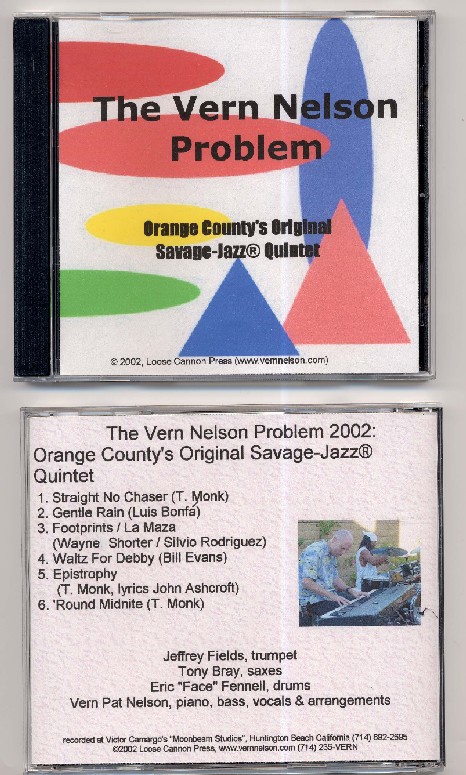 The Vern Nelson
Problem
Orange County's Original
Savage-Jazz® Quintet
© 2002, Loose Cannon Press (www.vernnelson.com)
The Vern Nelson Problem 2002:
Orange County's Original Savage-Jazz®
Quintet
1. Straight No Chaser (T. Monk)
2. Gentle Rain (Luis Bonfá)
3. Footprints / La Maza
(Wayne Shorter / Silvio Rodriguez)
4. Waltz For Debby (Bill Evans)
5. Epistrophy
(T. Monk, lyrics John Ashcroft)
6. 'Round Midnite (T. Monk)
Jeffrey Fields, trumpet
Tony Bray, saxes
Eric "Face" Fennell, drums
Vern Pat Nelson, piano, bass, vocals & arrangements
recorded at Victor Camargo's "Moonbeam Studios", Huntington Beach California (714) 892-2695
©2002 Loose Cannon Press, www.vernnelson.com (714) 235-VERN